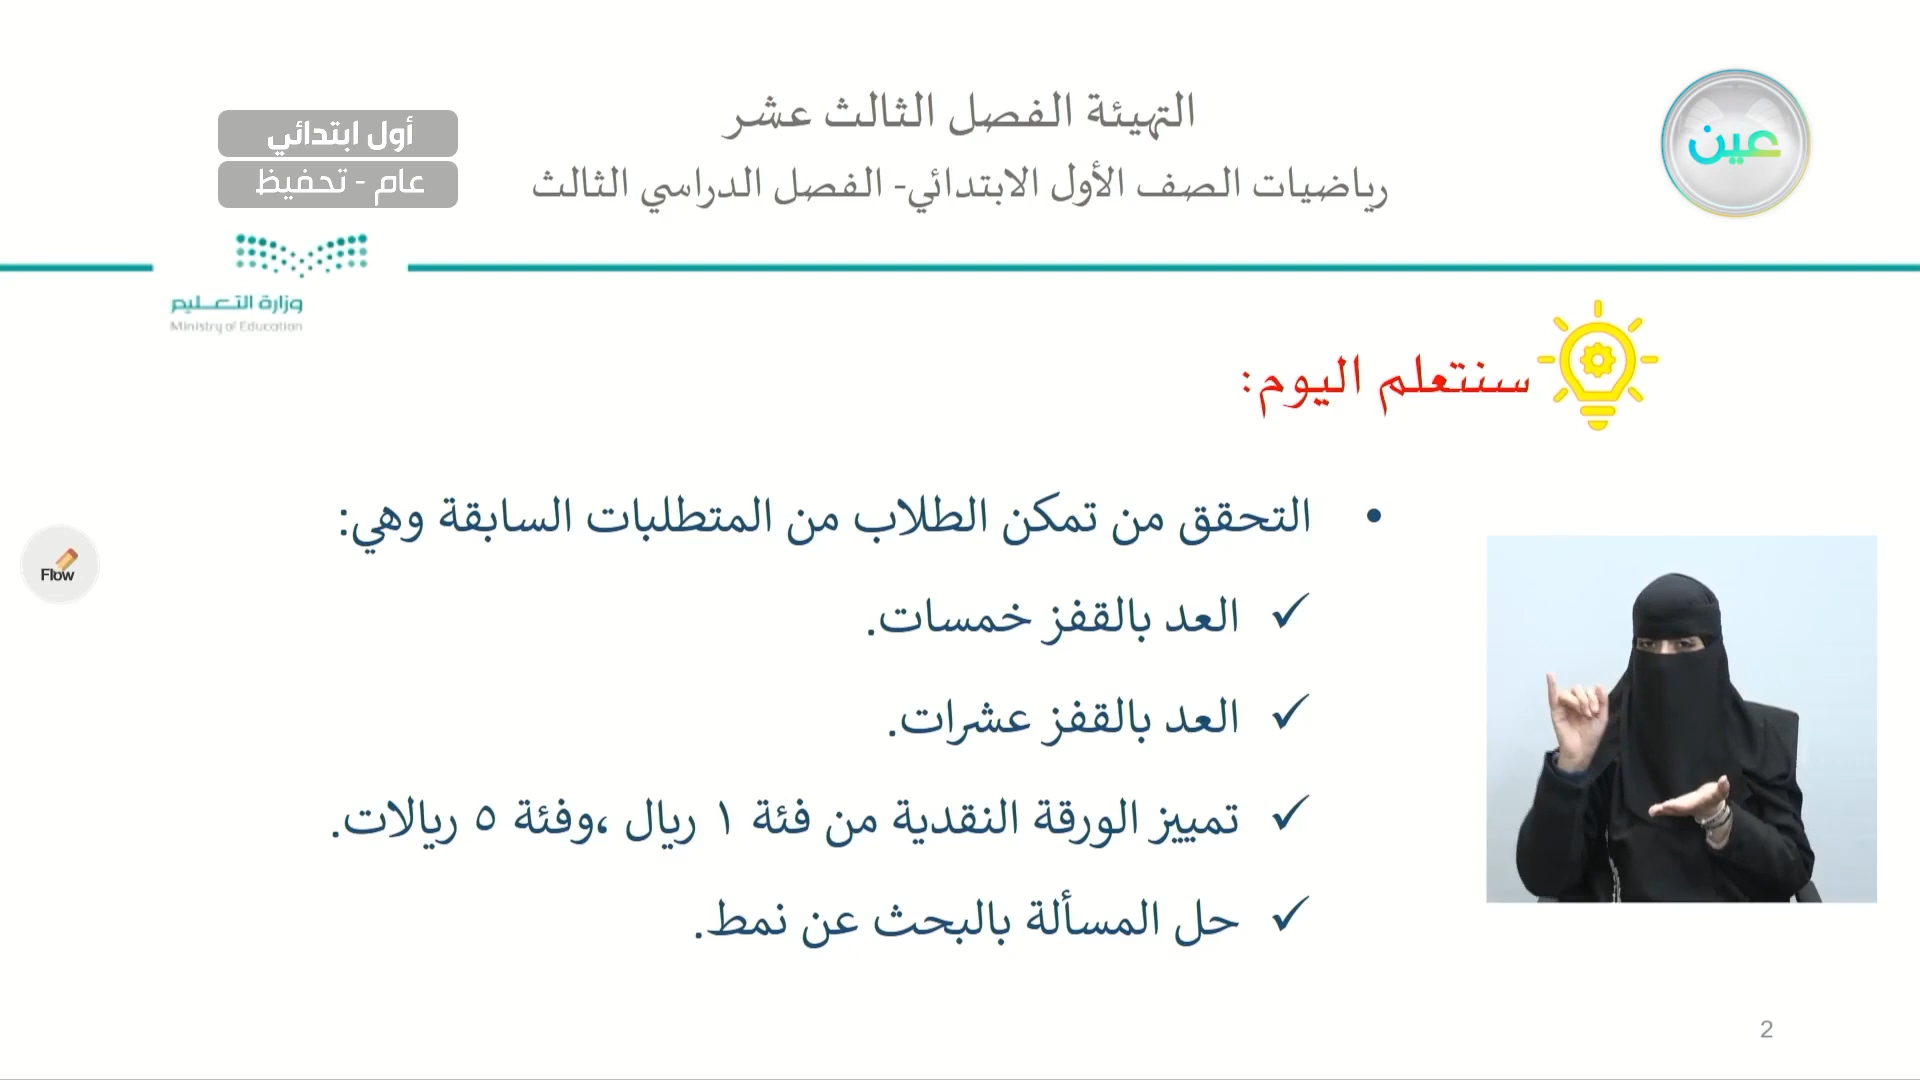 التهيئة الفصل الثالث عشر
رياضيات الصف الأول الابتدائي- الفصل الدراسي الثالث
عين
أول ابتدائي
عام - تحفيظ
وزارة التعليم
Ministry of Education
سنتعلم اليوم:
• التحقق من تمكن الطلاب من المتطلبات السابقة وهي:
✓ العد بالقفز خمسات.
✓ العد بالقفز عشرات.
✓ تمييز الورقة النقدية من فئة ١ ريال ،وفئة ٥ ريالات.
✓ حل المسألة بالبحث عن نمط.
Flow
2